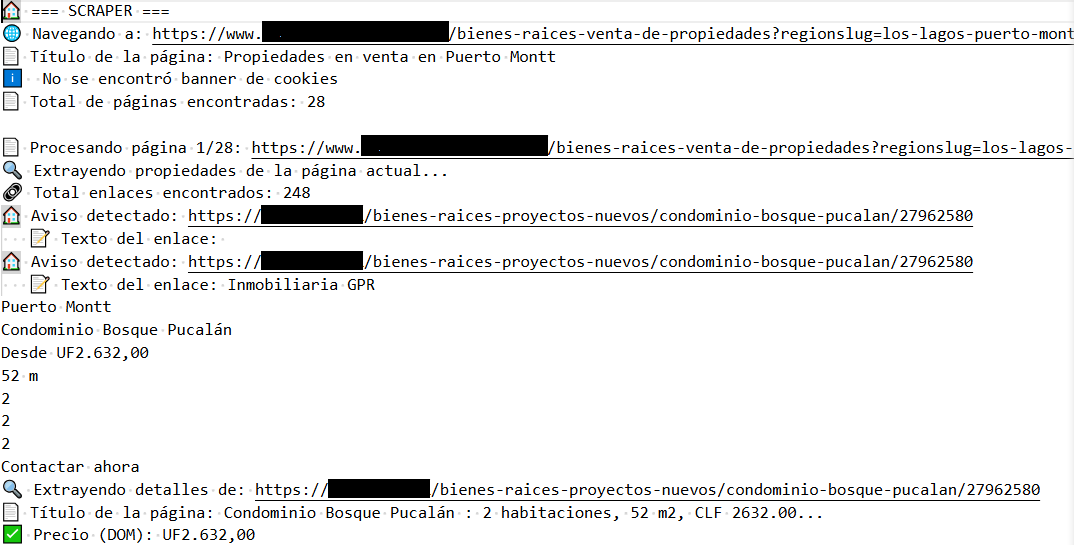 === SCRAPER ===
Navegando a: https://www. /bienes-raices-venta-de-propiedades?regionslug=los-lagos-puerto-mont
Título de la página: Propiedades en venta en Puerto Montt
No se encontró banner de cookies
Total de páginas encontradas: 28
Procesando página 1/28: https://www. /bienes-raices-venta-de-propiedades?regionslug=los-lagos-
Extrayendo propiedades de la página actual...
Total enlaces encontrados: 248
Aviso detectado: https:// /bienes-raices-proyectos-nuevos/condominio-bosque-pucalan/27962580
Texto del enlace:
Aviso detectado: https:// /bienes-raices-proyectos-nuevos/condominio-bosque-pucalan/27962580
Texto del enlace: Inmobiliaria GPR
Puerto Montt
Condominio Bosque Pucalán
Desde UF2.632,00
52 m
2
2
2
Contactar ahora
Extrayendo detalles de: https:// /bienes-raices-proyectos-nuevos/condominio-bosque-pucalan/27962580
Título de la página: Condominio Bosque Pucalán : 2 habitaciones, 52 m2, CLF 2632.00...
Precio (DOM): UF2.632,00